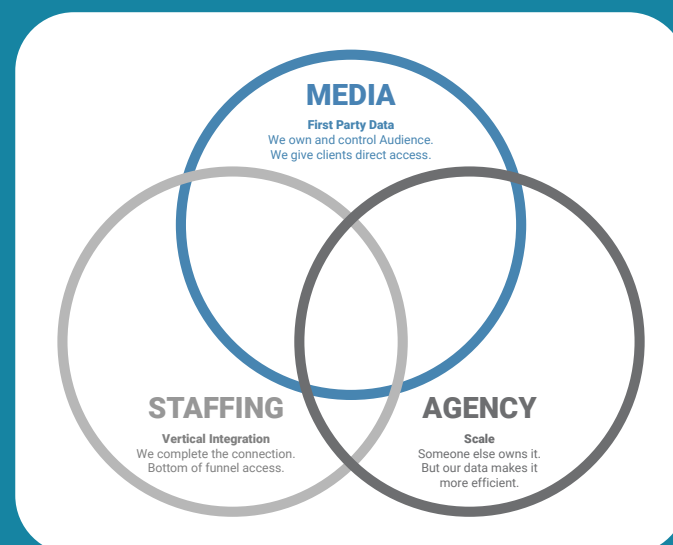 MEDIA
First Party Data
We own and control Audience.
We give clients direct access.
STAFFING
Vertical Integration
We complete the connection.
Bottom of funnel access.
AGENCY
Scale
Someone else owns it.
But our data makes it
more efficient.